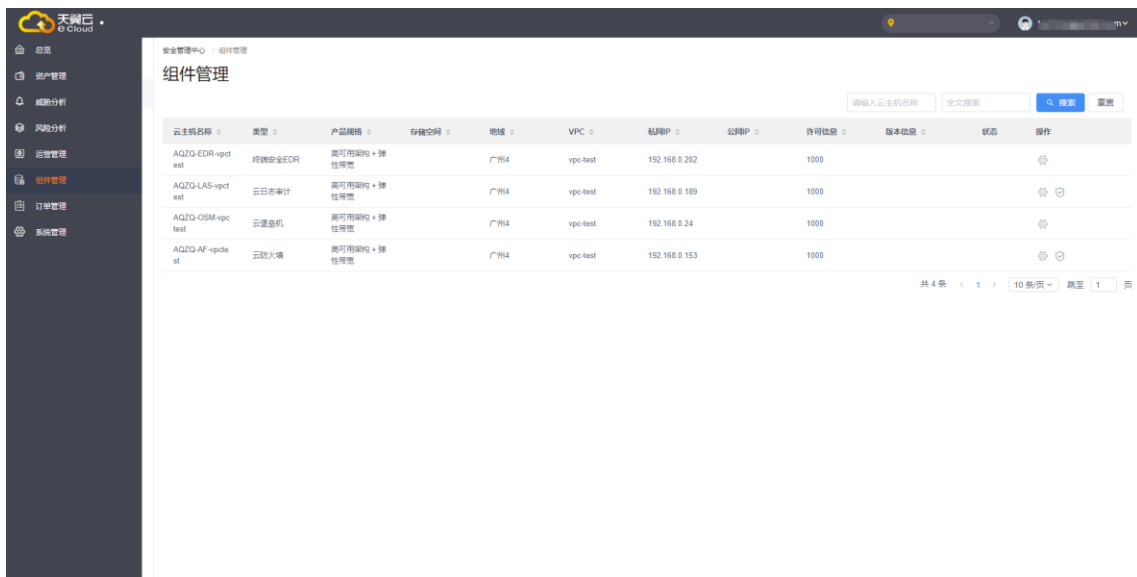 天翼云
e Cloud
总览
资产管理
威胁分析
风险分析
运营管理
组件管理
订单管理
系统管理
安全管理中心 / 组件管理
组件管理
请输入云主机名称 全文搜索 搜索 重置
云主机名称 类型 产品规格 存储空间 地域 VPC 私网IP 公网IP 许可信息 版本信息 状态 操作
AQZQ-EDR-vpct
est
终端安全EDR
高可用架构 + 弹
性带宽
广州4 vpc-test 192.168.0.202 1000
AQZQ-LAS-vpct
est
云日志审计
高可用架构 + 弹
性带宽
广州4 vpc-test 192.168.0.189 1000
AQZQ-OSM-vpc
test
云堡垒机
高可用架构 + 弹
性带宽
广州4 vpc-test 192.168.0.24 1000
AQZQ-AF-vpcte
st
云防火墙
高可用架构 + 弹
性带宽
广州4 vpc-test 192.168.0.153 1000
共 4 条 < 1 > 10 条/页 跳至 1 页